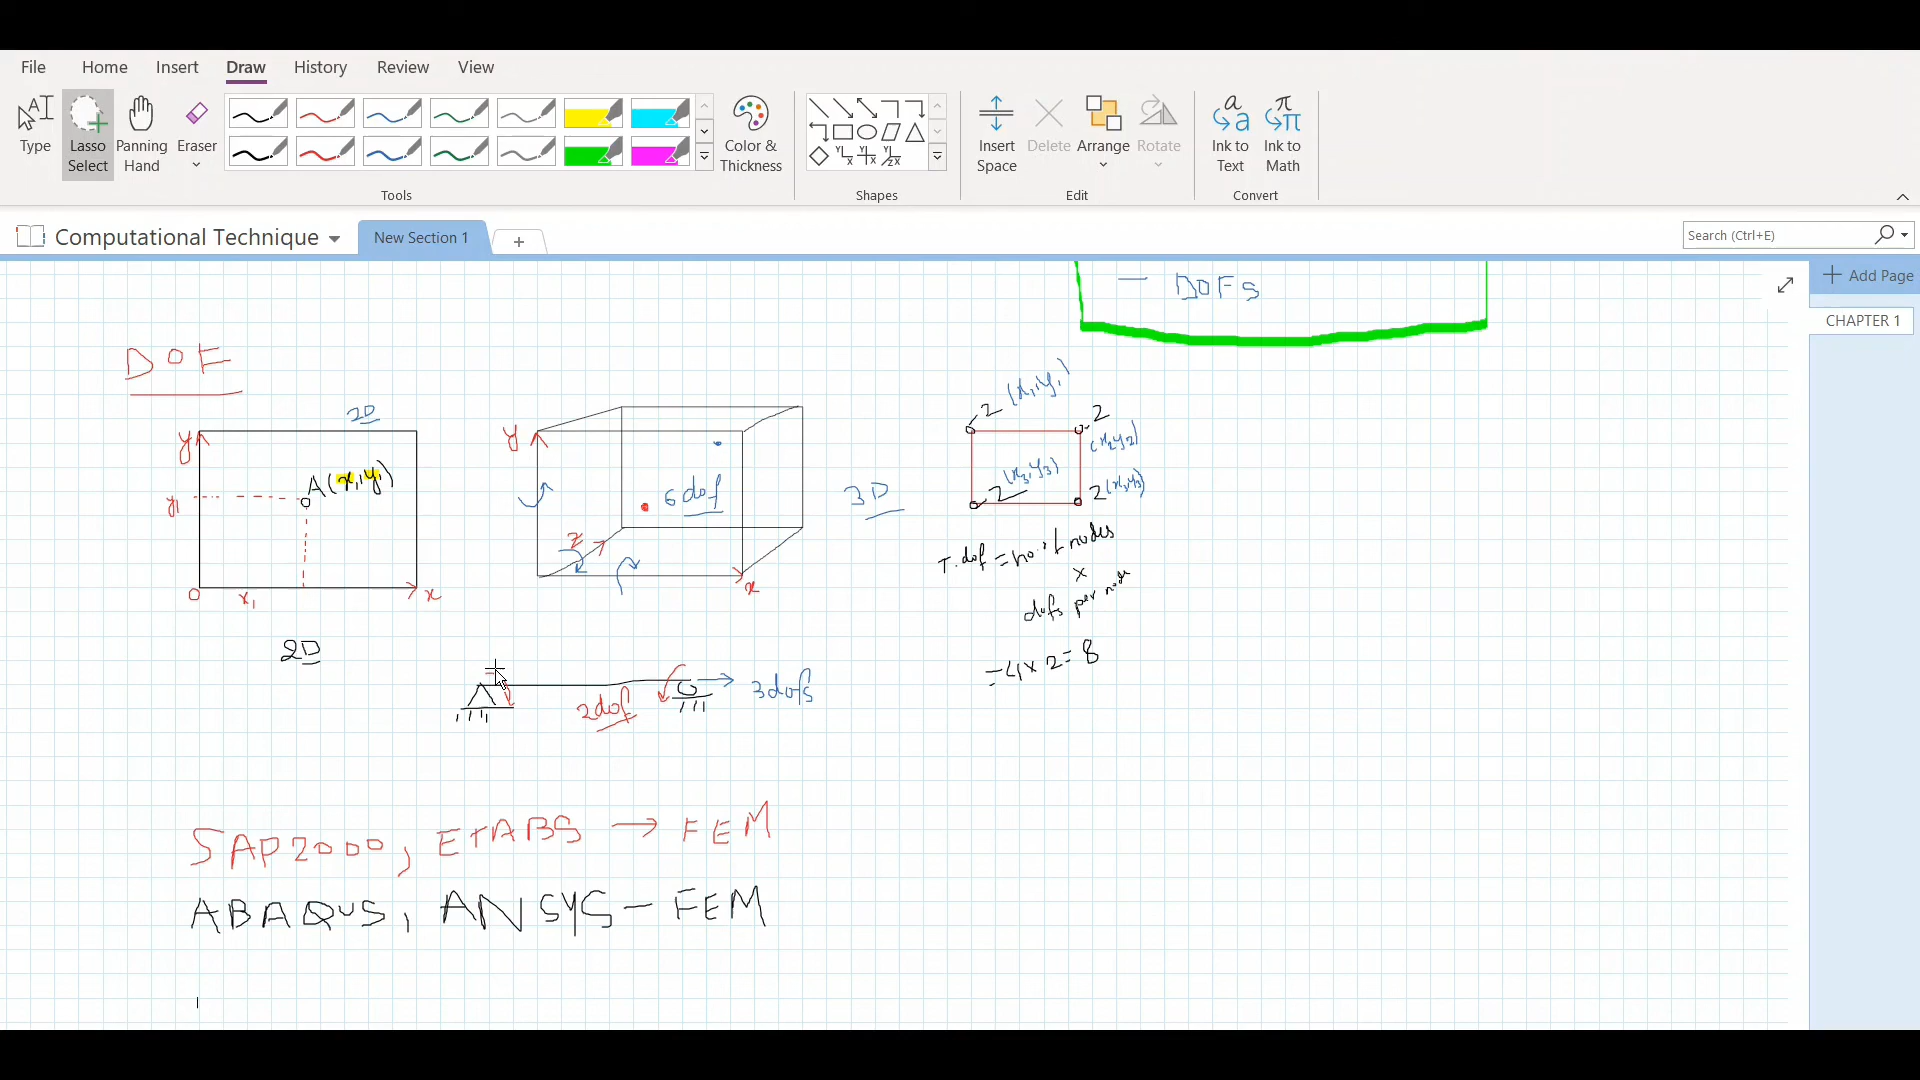 File Home Insert Draw History Review View
Type
Lasso Select
Panning Hand
Eraser
Color & Thickness
Insert Space
Delete
Arrange
Rotate
Ink to Text
Ink to Math
Tools
Shapes
Edit
Convert
Computational Technique
New Section 1
Search (Ctrl+E)
Add Page
CHAPTER 1
— DOFs
DOF
2D
y
A(x₁,y₁)
y₁
O
x₁
x
2D
y
6 dof
z
x
3D
2 (x₁,y₁)
2
(x₂y₂)
2 (x₃,y₃)
2 (x₃y₃)
T. dof = no. of nodes
×
dofs per node
= 4 × 2 = 8
2dof
3dofs
SAP2000, ETABS → FEM
ABAQUS, ANSYS – FEM